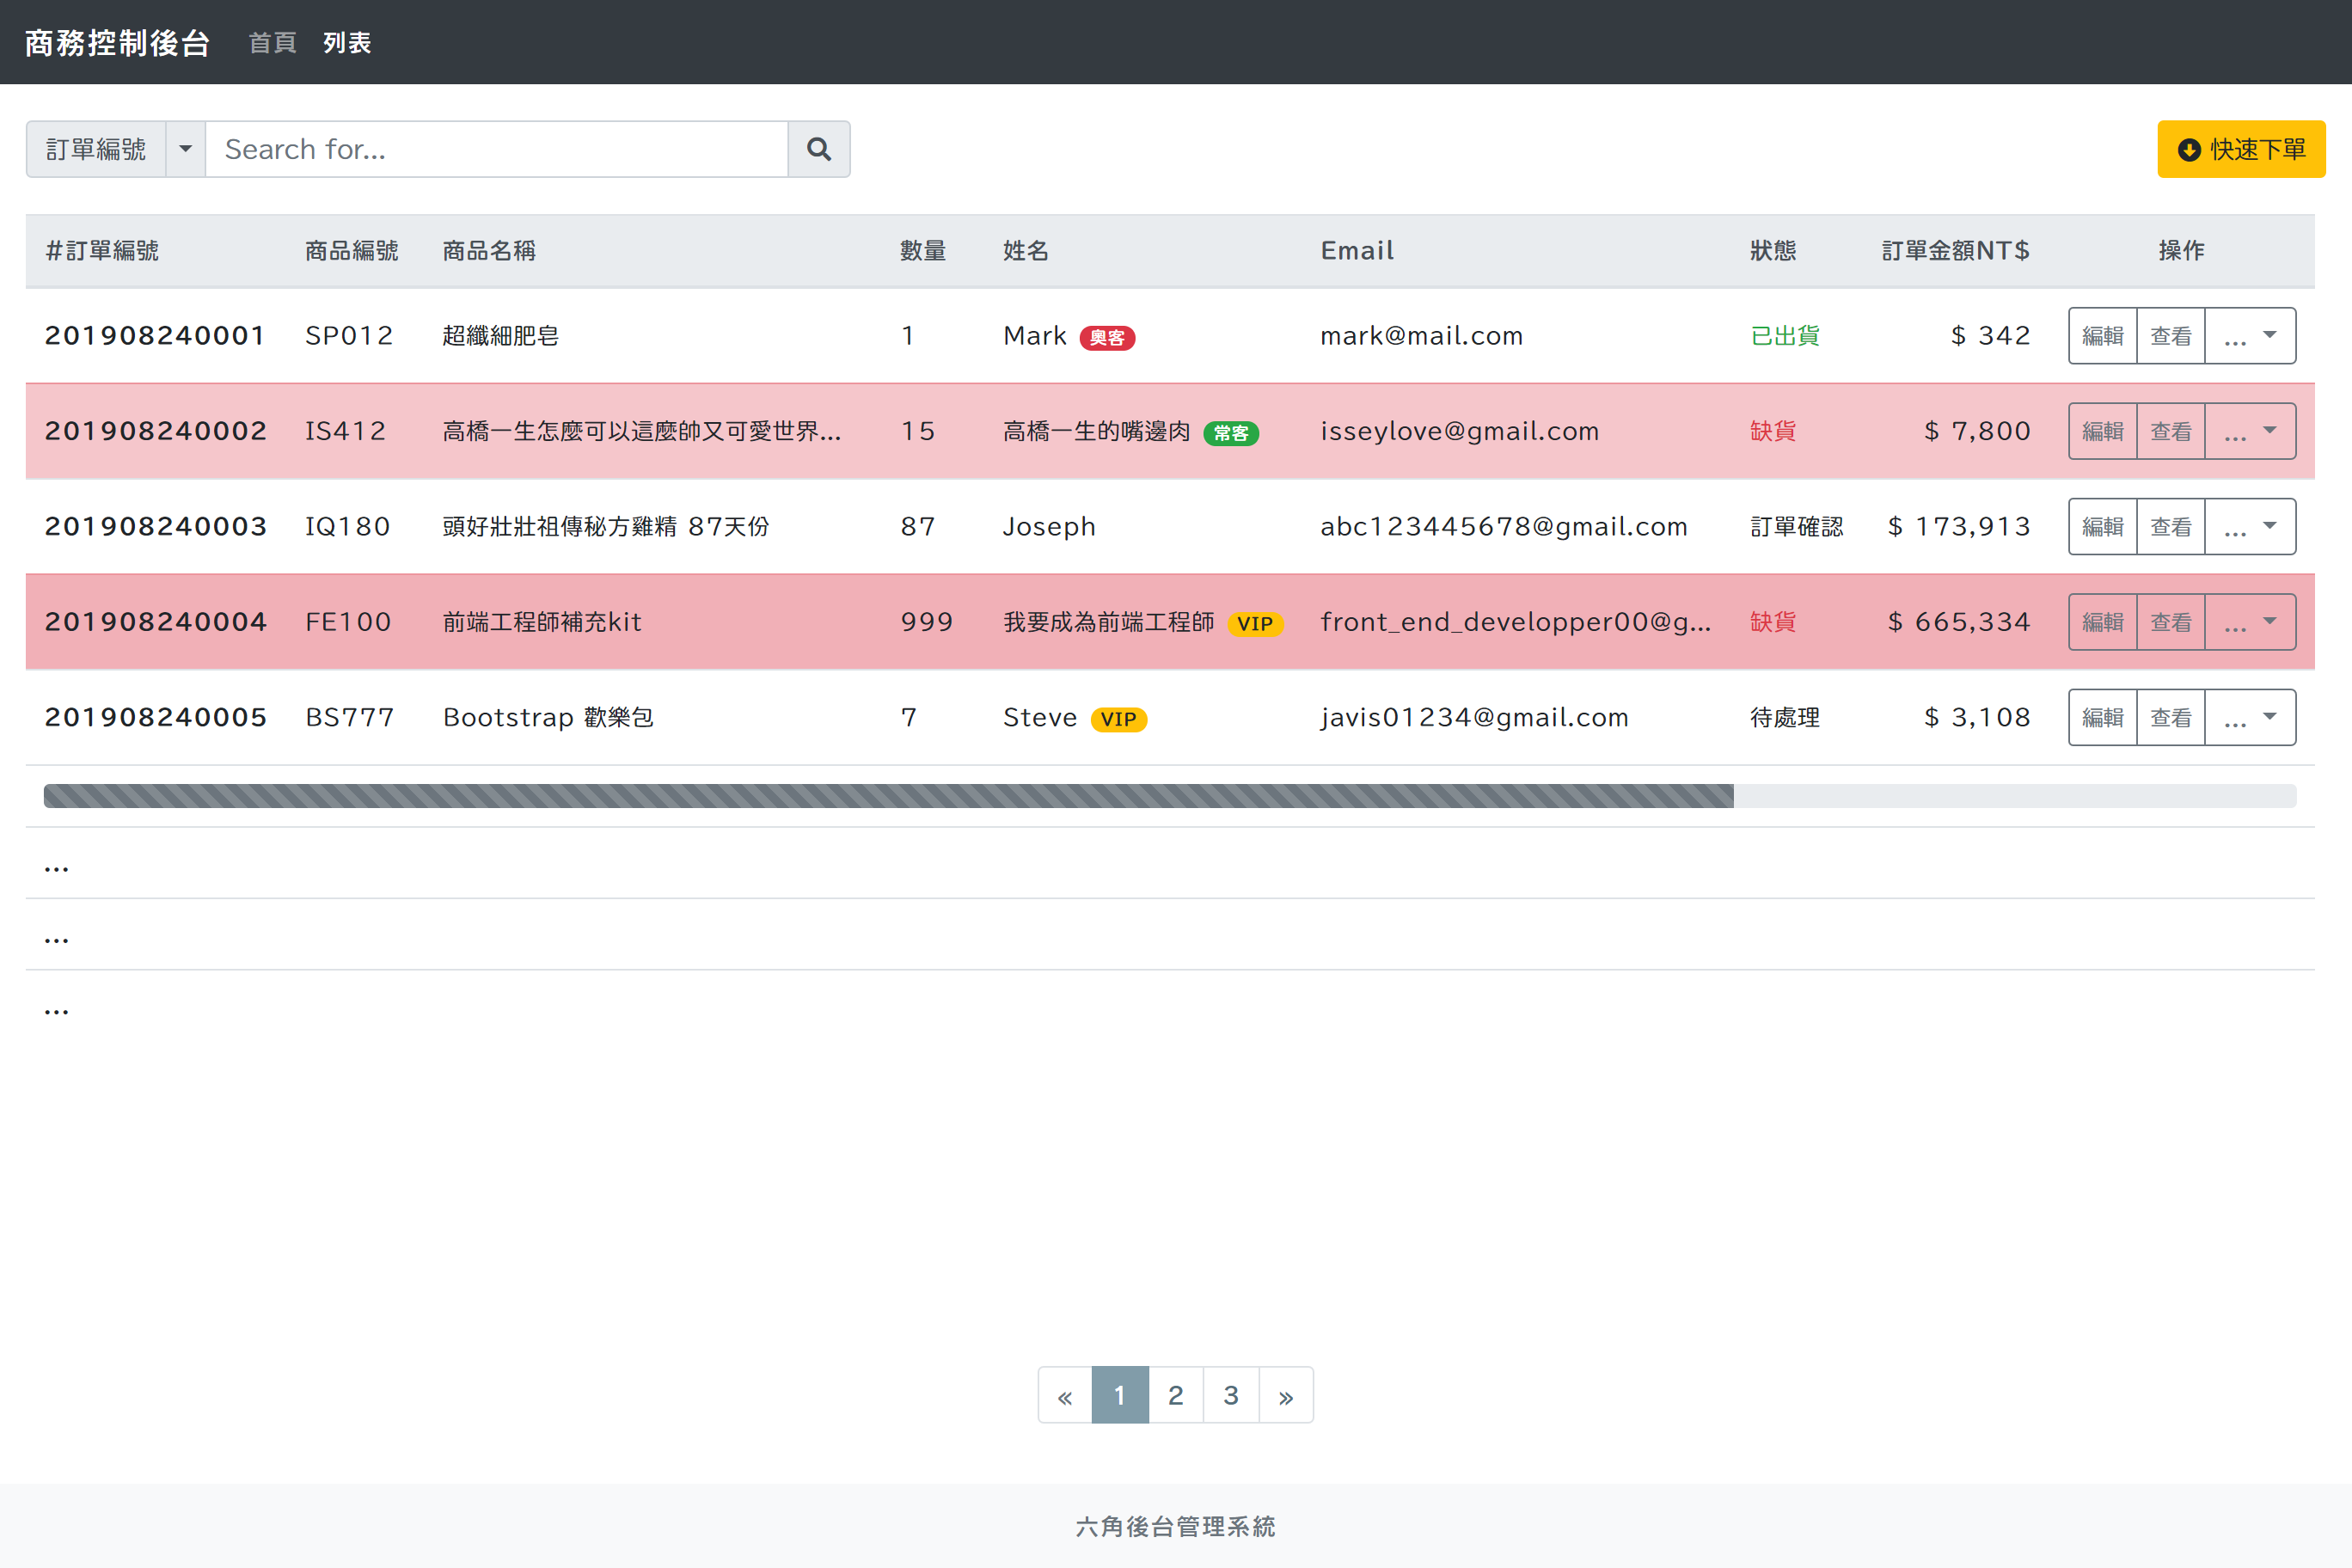 商務控制後台 首頁 列表
訂單編號 Search for... 快速下單
#訂單編號 商品編號 商品名稱 數量 姓名 Email 狀態 訂單金額NT$ 操作
201908240001 SP012 超纖細肥皂 1 Mark 奧客 mark@mail.com 已出貨 $ 342 編輯 查看 ...
201908240002 IS412 高橋一生怎麼可以這麼帥又可愛世界... 15 高橋一生的嘴邊肉 常客 isseylove@gmail.com 缺貨 $ 7,800 編輯 查看 ...
201908240003 IQ180 頭好壯壯祖傳秘方雞精 87天份 87 Joseph abc123445678@gmail.com 訂單確認 $ 173,913 編輯 查看 ...
201908240004 FE100 前端工程師補充kit 999 我要成為前端工程師 VIP front_end_developper00@g... 缺貨 $ 665,334 編輯 查看 ...
201908240005 BS777 Bootstrap 歡樂包 7 Steve VIP javis01234@gmail.com 待處理 $ 3,108 編輯 查看 ...
...
...
...
« 1 2 3 »
六角後台管理系統